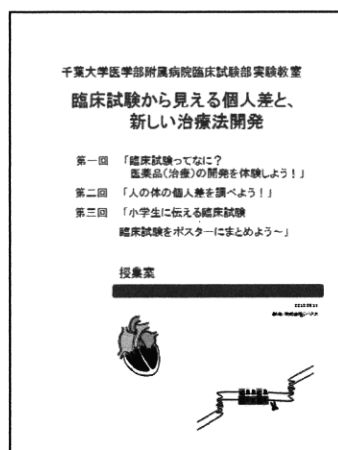 千葉大学医学部附属病院臨床試験部実験教室
臨床試験から見える個人差と、
新しい治療法開発
第一回 「臨床試験ってなに?
医薬品(治療)の開発を体験しよう!」
第二回 「人の体の個人差を調べよう!」
第三回 「小学生に伝える臨床試験
臨床試験をポスターにまとめよう~」
授業案